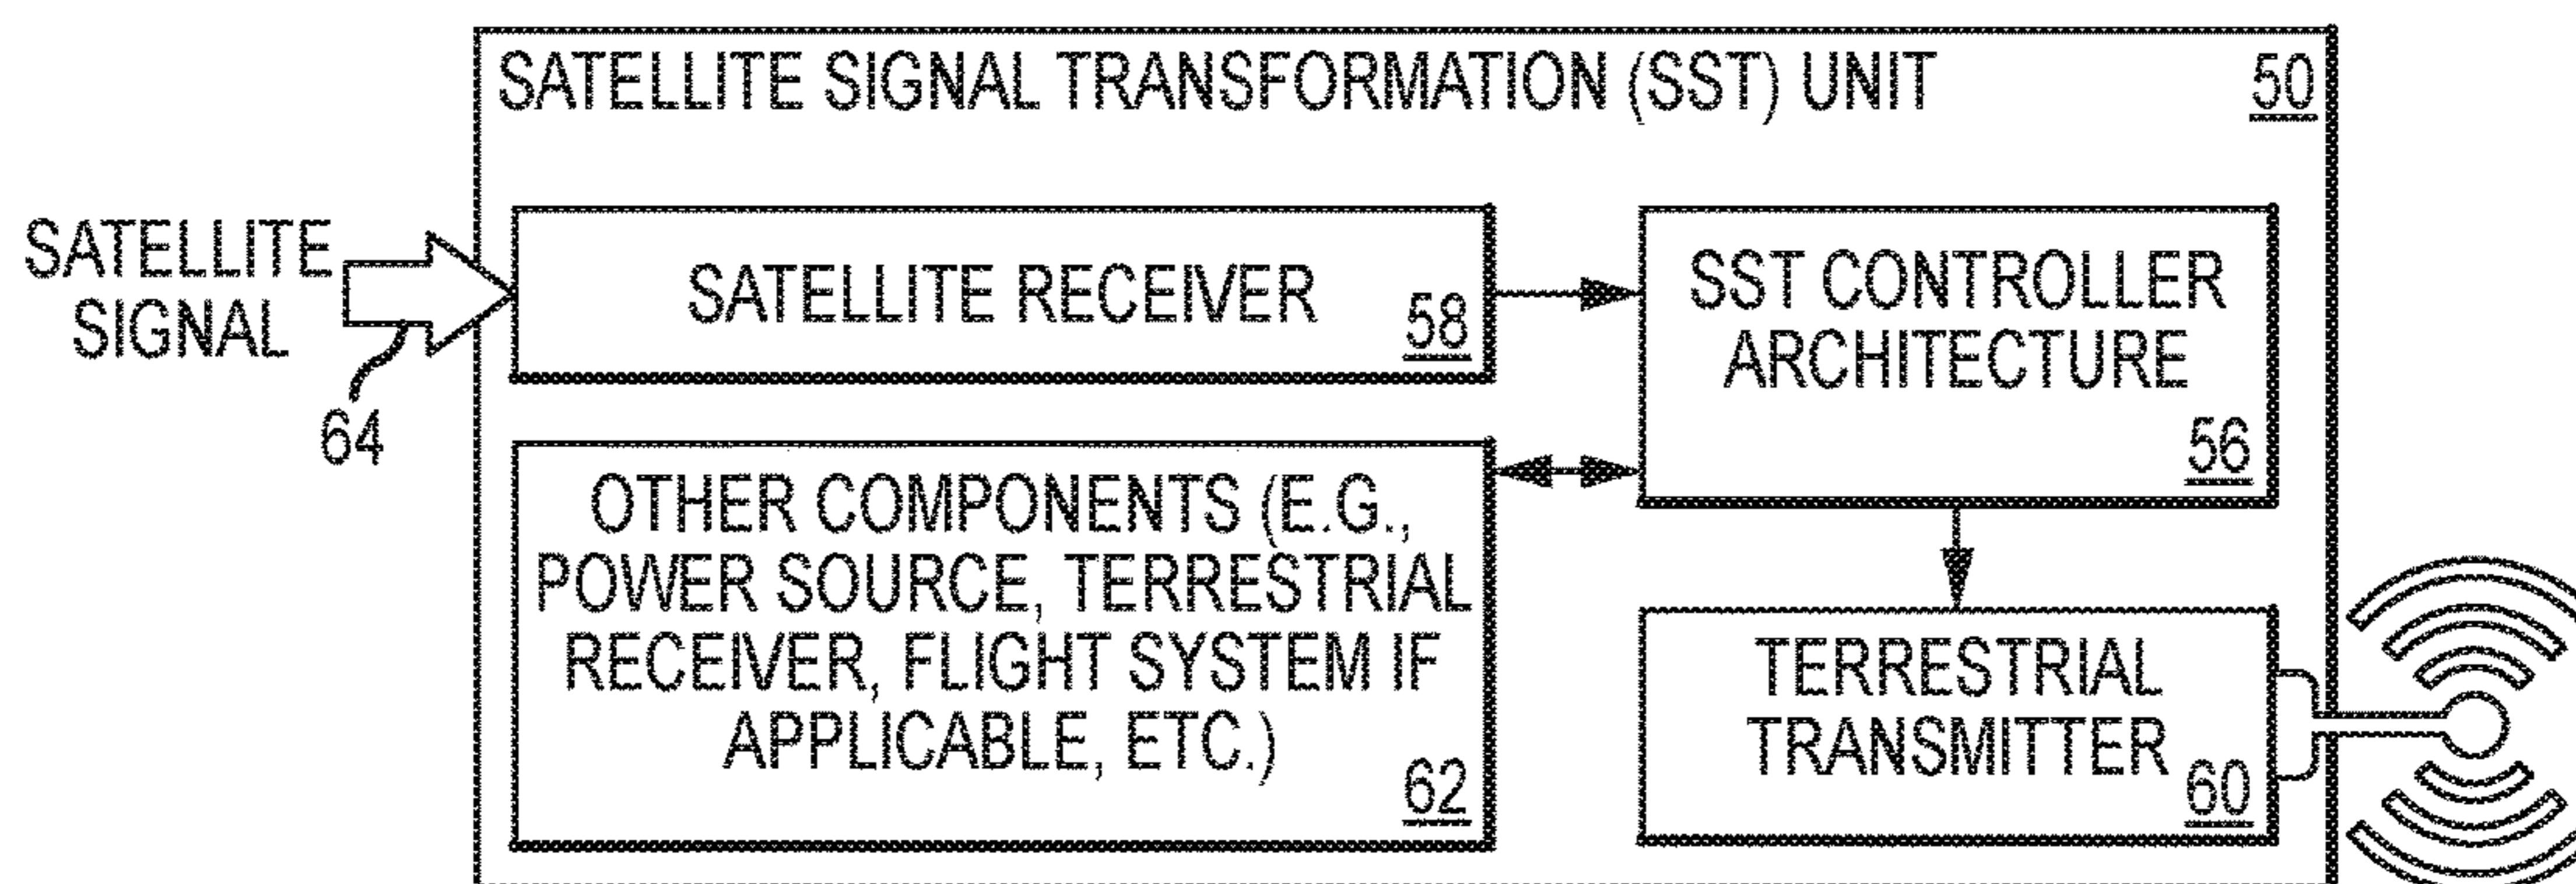 SATELLITE SIGNAL TRANSFORMATION (SST) UNIT 50
SATELLITE
SIGNAL
64
SATELLITE RECEIVER 58
SST CONTROLLER
ARCHITECTURE
56
OTHER COMPONENTS (E.G.,
POWER SOURCE, TERRESTRIAL
RECEIVER, FLIGHT SYSTEM IF
APPLICABLE, ETC.)
62
TERRESTRIAL
TRANSMITTER 60